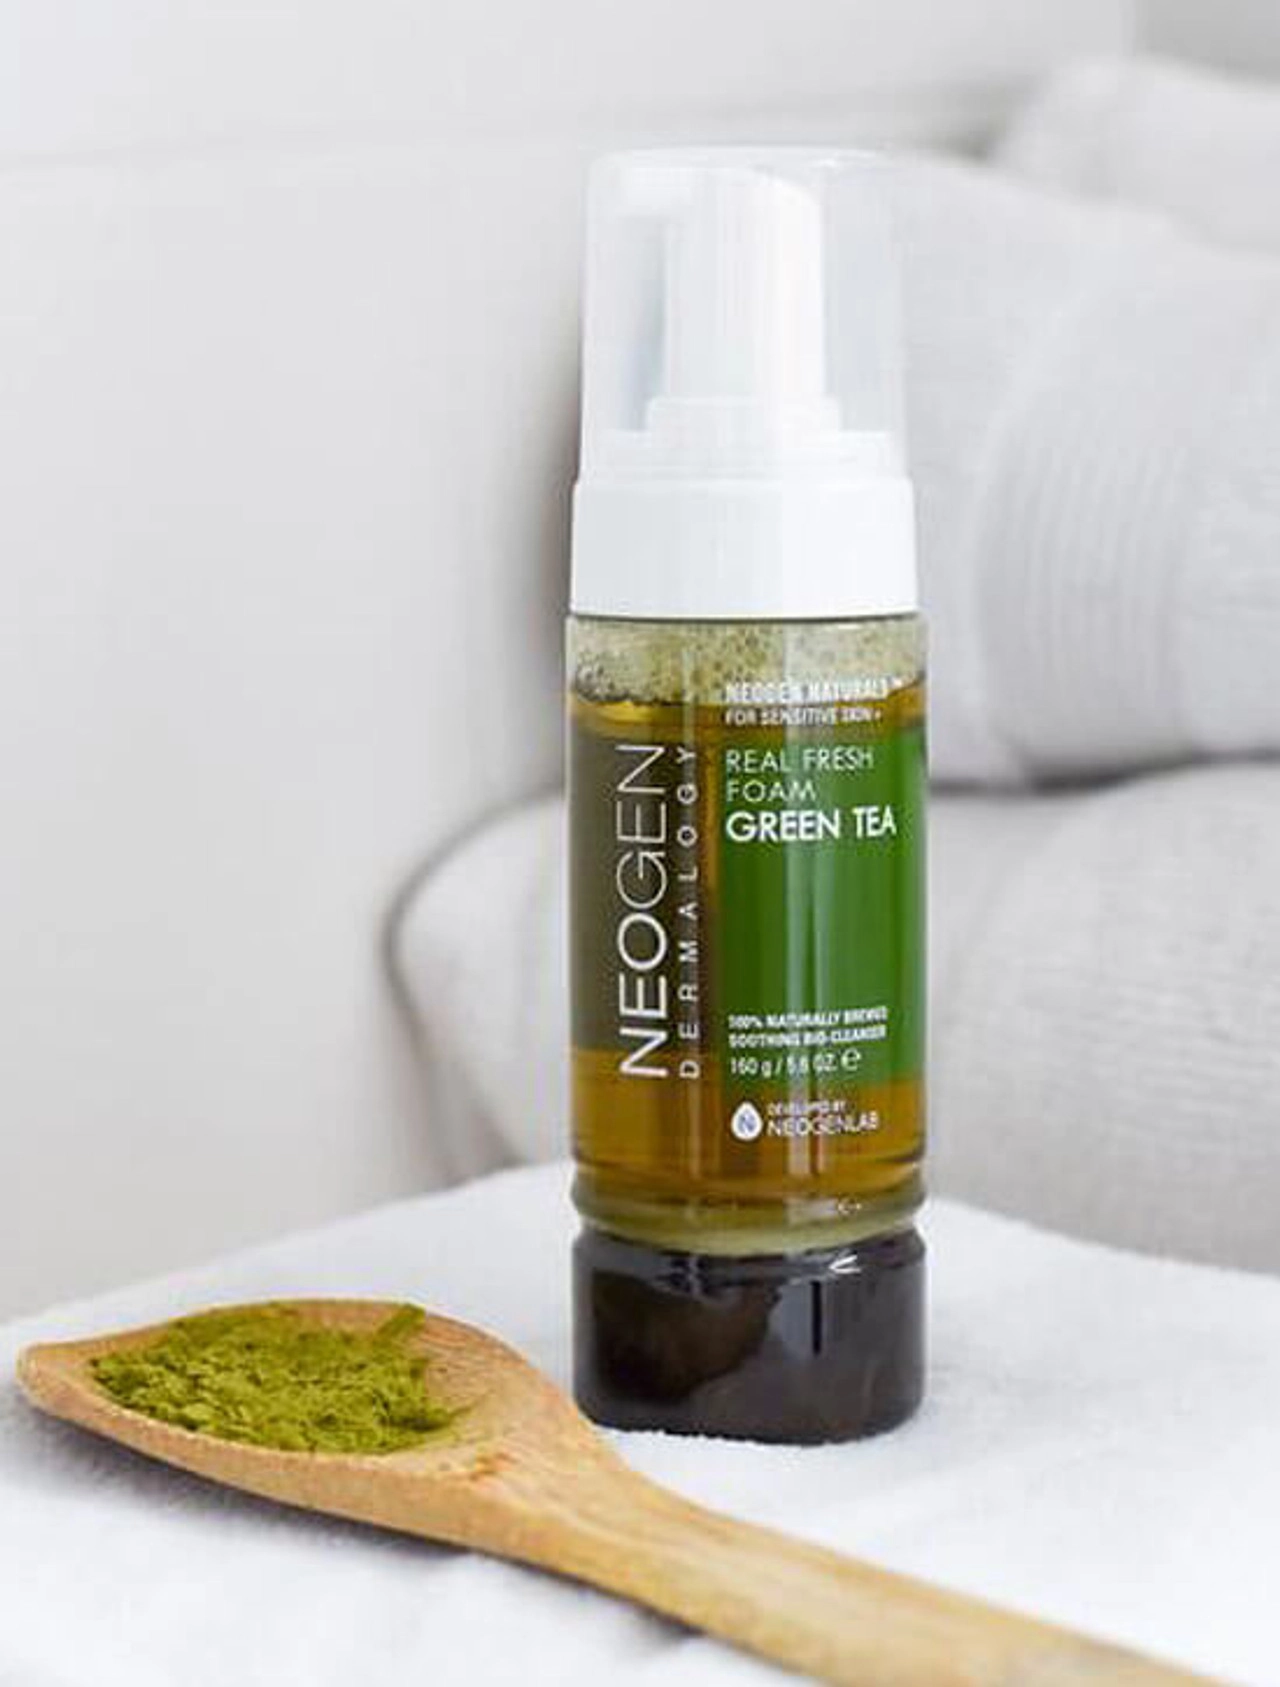 NEOGEN
DERMALOGY
NEOGEN NATURALS™
FOR SENSITIVE SKIN+
REAL FRESH
FOAM
GREEN TEA
100% NATURALLY BREWED
SOOTHING BIO-CLEANSER
160 g / 5.6 OZ. ℮
DEVELOPED BY
NEOGENLAB